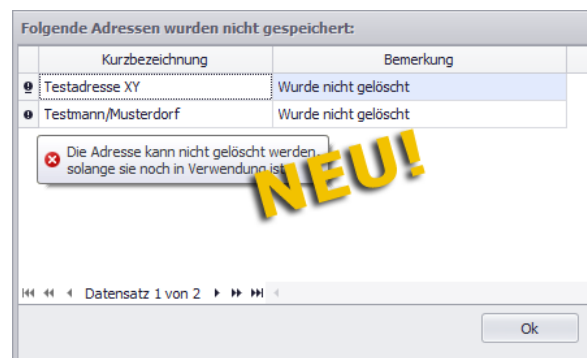 Folgende Adressen wurden nicht gespeichert:
Kurzbezeichnung Bemerkung
Testadresse XY Wurde nicht gelöscht
Testmann/Musterdorf Wurde nicht gelöscht
Die Adresse kann nicht gelöscht werden,
solange sie noch in Verwendung ist.
NEU!
Datensatz 1 von 2
Ok